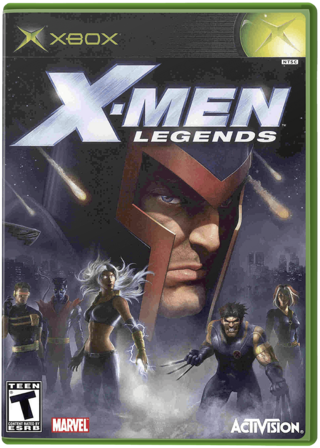 XBOX
NTSC
X-MEN
LEGENDS
TEEN
T
CONTENT RATED BY
ESRB
MARVEL
ACTIVISION